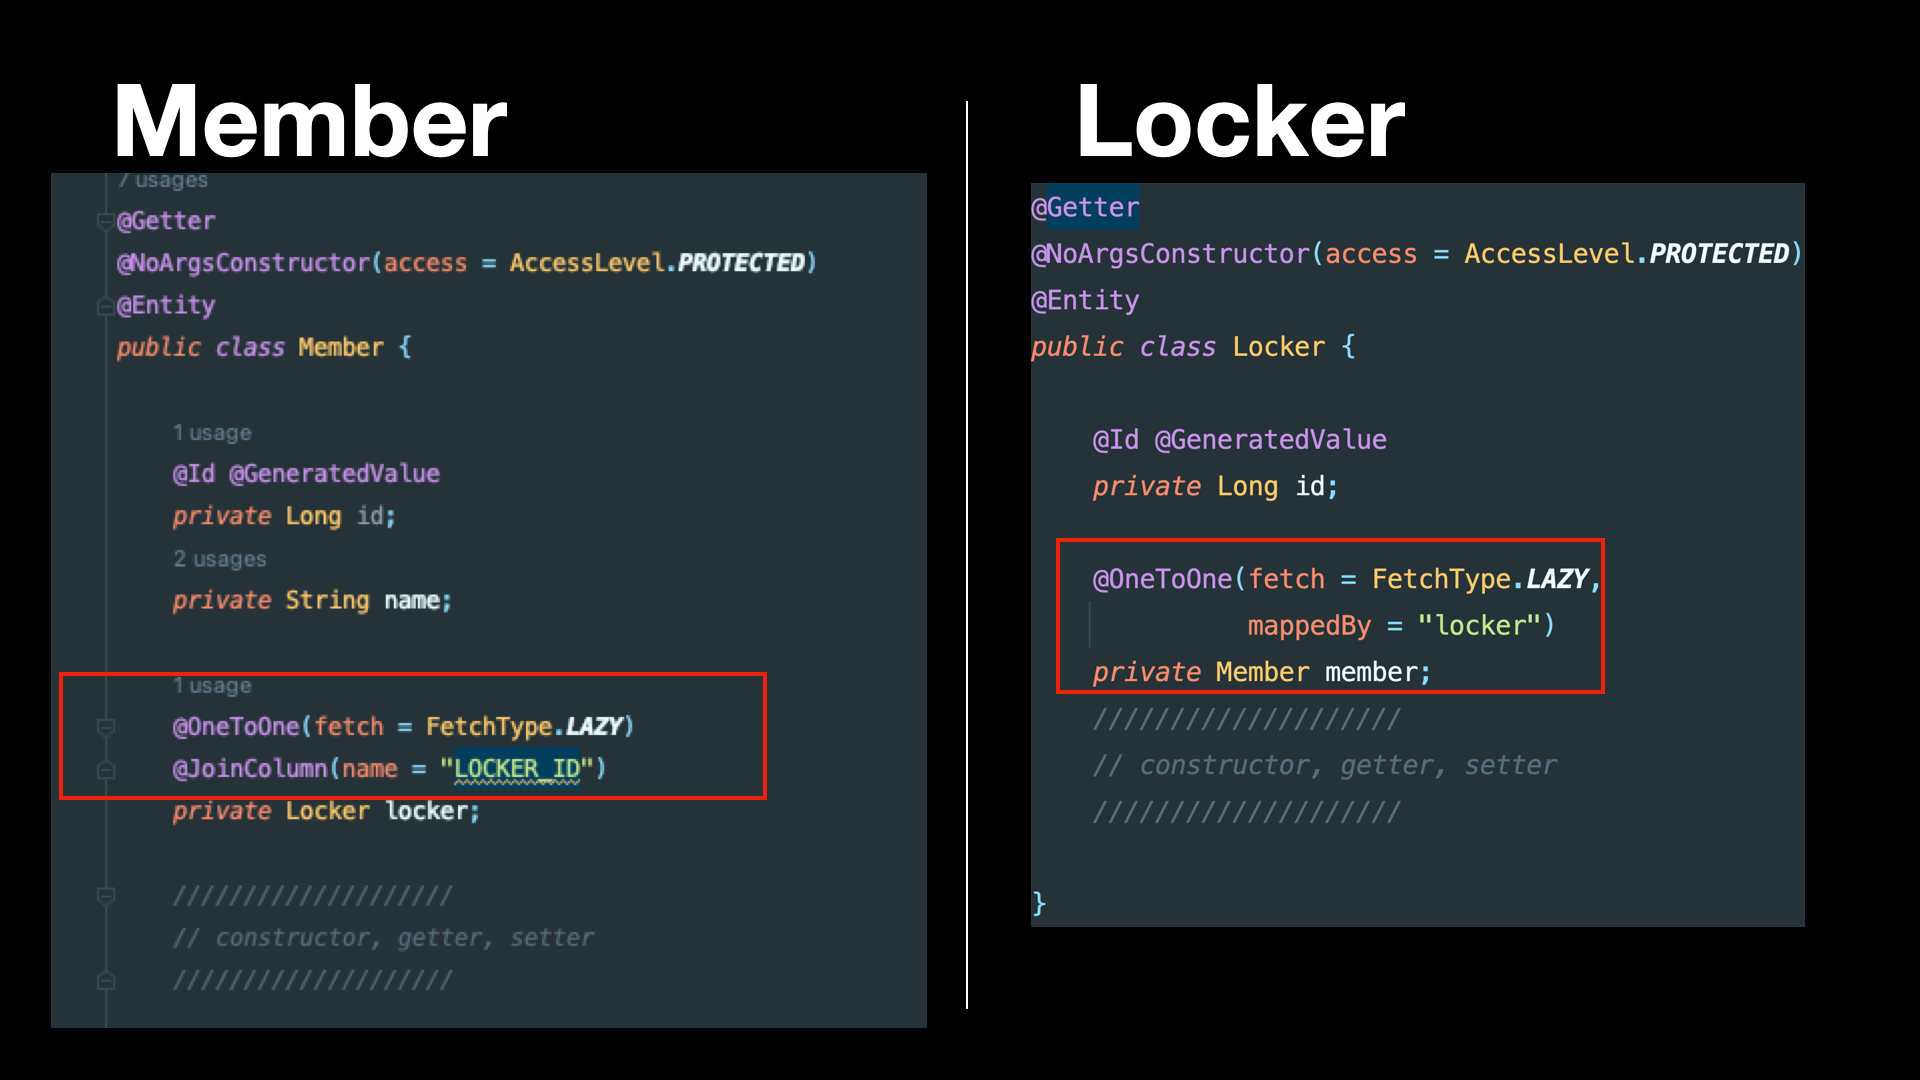 Member
7 usages
@Getter
@NoArgsConstructor(access = AccessLevel.PROTECTED)
@Entity
public class Member {
1 usage
@Id @GeneratedValue
private Long id;
2 usages
private String name;
1 usage
@OneToOne(fetch = FetchType.LAZY)
@JoinColumn(name = "LOCKER_ID")
private Locker locker;
////////////////////
// constructor, getter, setter
////////////////////
Locker
@Getter
@NoArgsConstructor(access = AccessLevel.PROTECTED)
@Entity
public class Locker {
@Id @GeneratedValue
private Long id;
@OneToOne(fetch = FetchType.LAZY,
mappedBy = "locker")
private Member member;
////////////////////
// constructor, getter, setter
////////////////////
}